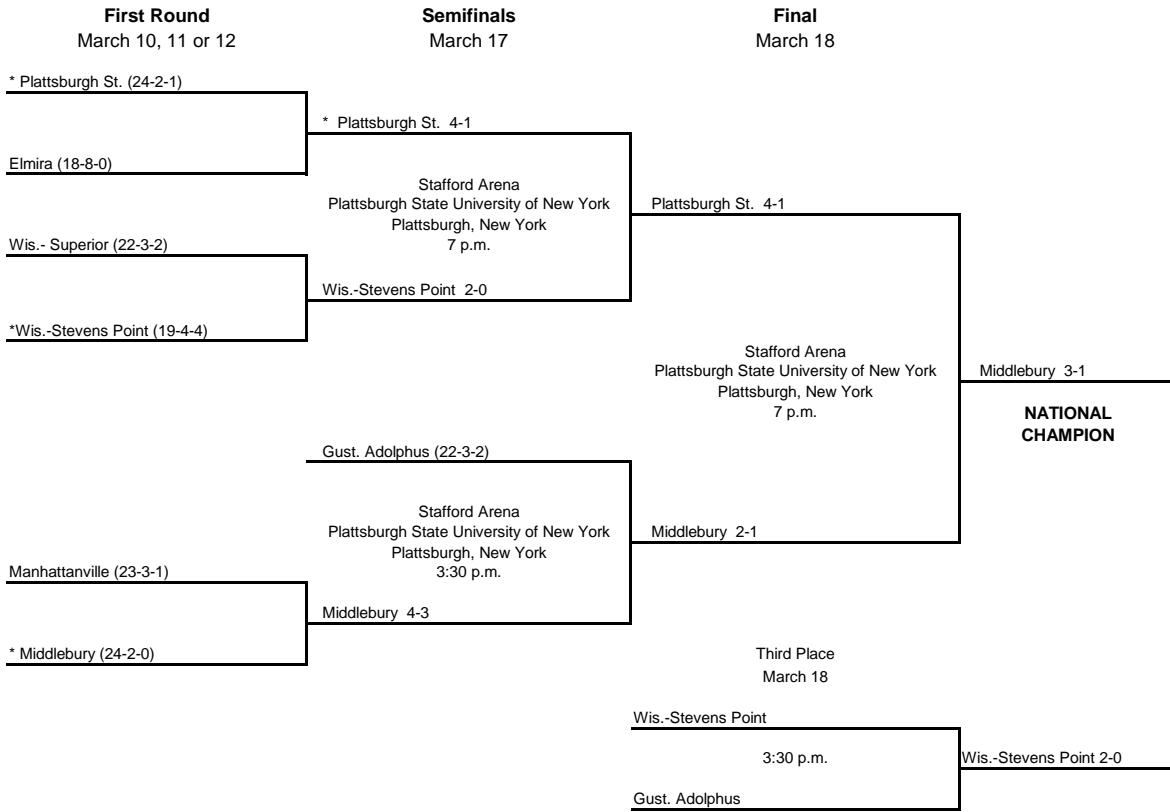 First Round
March 10, 11 or 12
Semifinals
March 17
Final
March 18
* Plattsburgh St. (24-2-1)
* Plattsburgh St. 4-1
Elmira (18-8-0)
Stafford Arena
Plattsburgh State University of New York
Plattsburgh, New York
7 p.m.
Plattsburgh St. 4-1
Wis.- Superior (22-3-2)
Wis.-Stevens Point 2-0
*Wis.-Stevens Point (19-4-4)
Stafford Arena
Plattsburgh State University of New York
Plattsburgh, New York
7 p.m.
Middlebury 3-1
NATIONAL
CHAMPION
Gust. Adolphus (22-3-2)
Stafford Arena
Plattsburgh State University of New York
Plattsburgh, New York
3:30 p.m.
Middlebury 2-1
Manhattanville (23-3-1)
Middlebury 4-3
* Middlebury (24-2-0)
Third Place
March 18
Wis.-Stevens Point
3:30 p.m.
Wis.-Stevens Point 2-0
Gust. Adolphus